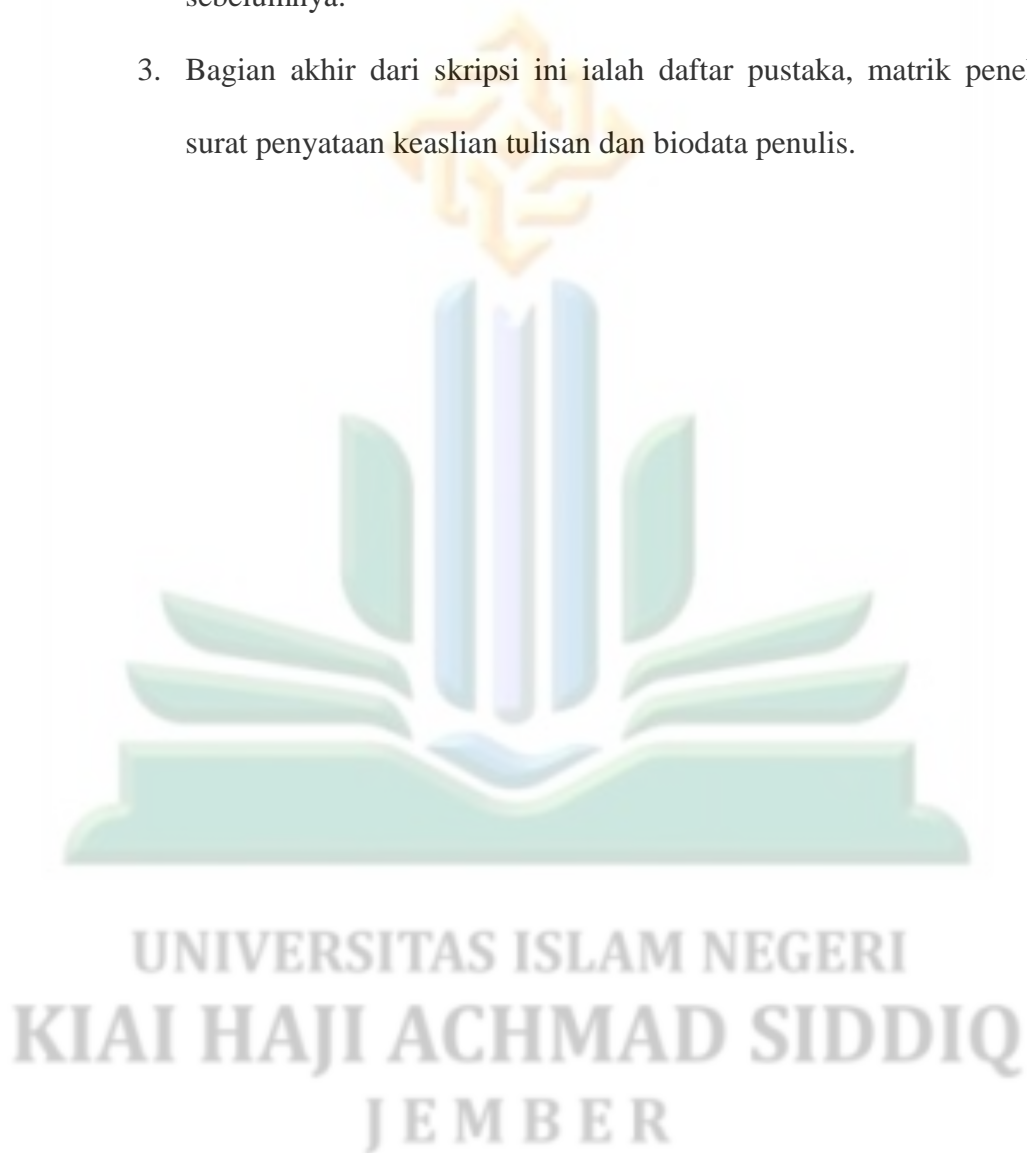 sebelumnya.
3. Bagian akhir dari skripsi ini ialah daftar pustaka, matrik
surat penyataan keaslian tulisan dan biodata penulis.
UNIVERSITAS ISLAM NEGERI
KIAI HAJI ACHMAD SIDDIQ
JEMBER